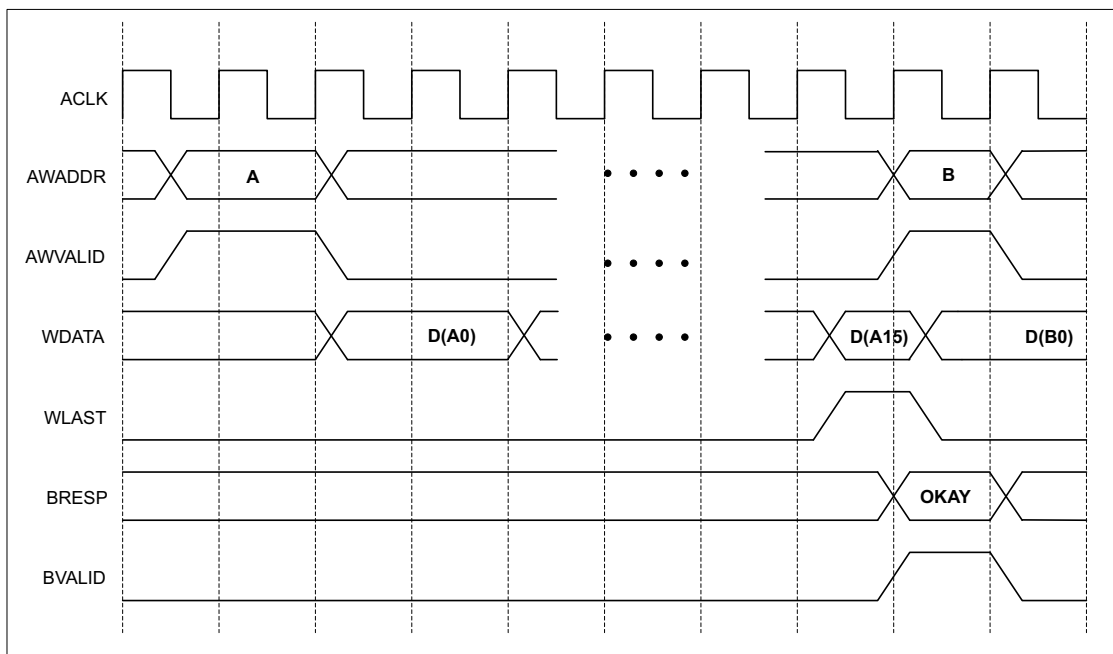 ACLK
AWADDR A B
AWVALID
WDATA D(A0) D(A15) D(B0)
WLAST
BRESP OKAY
BVALID